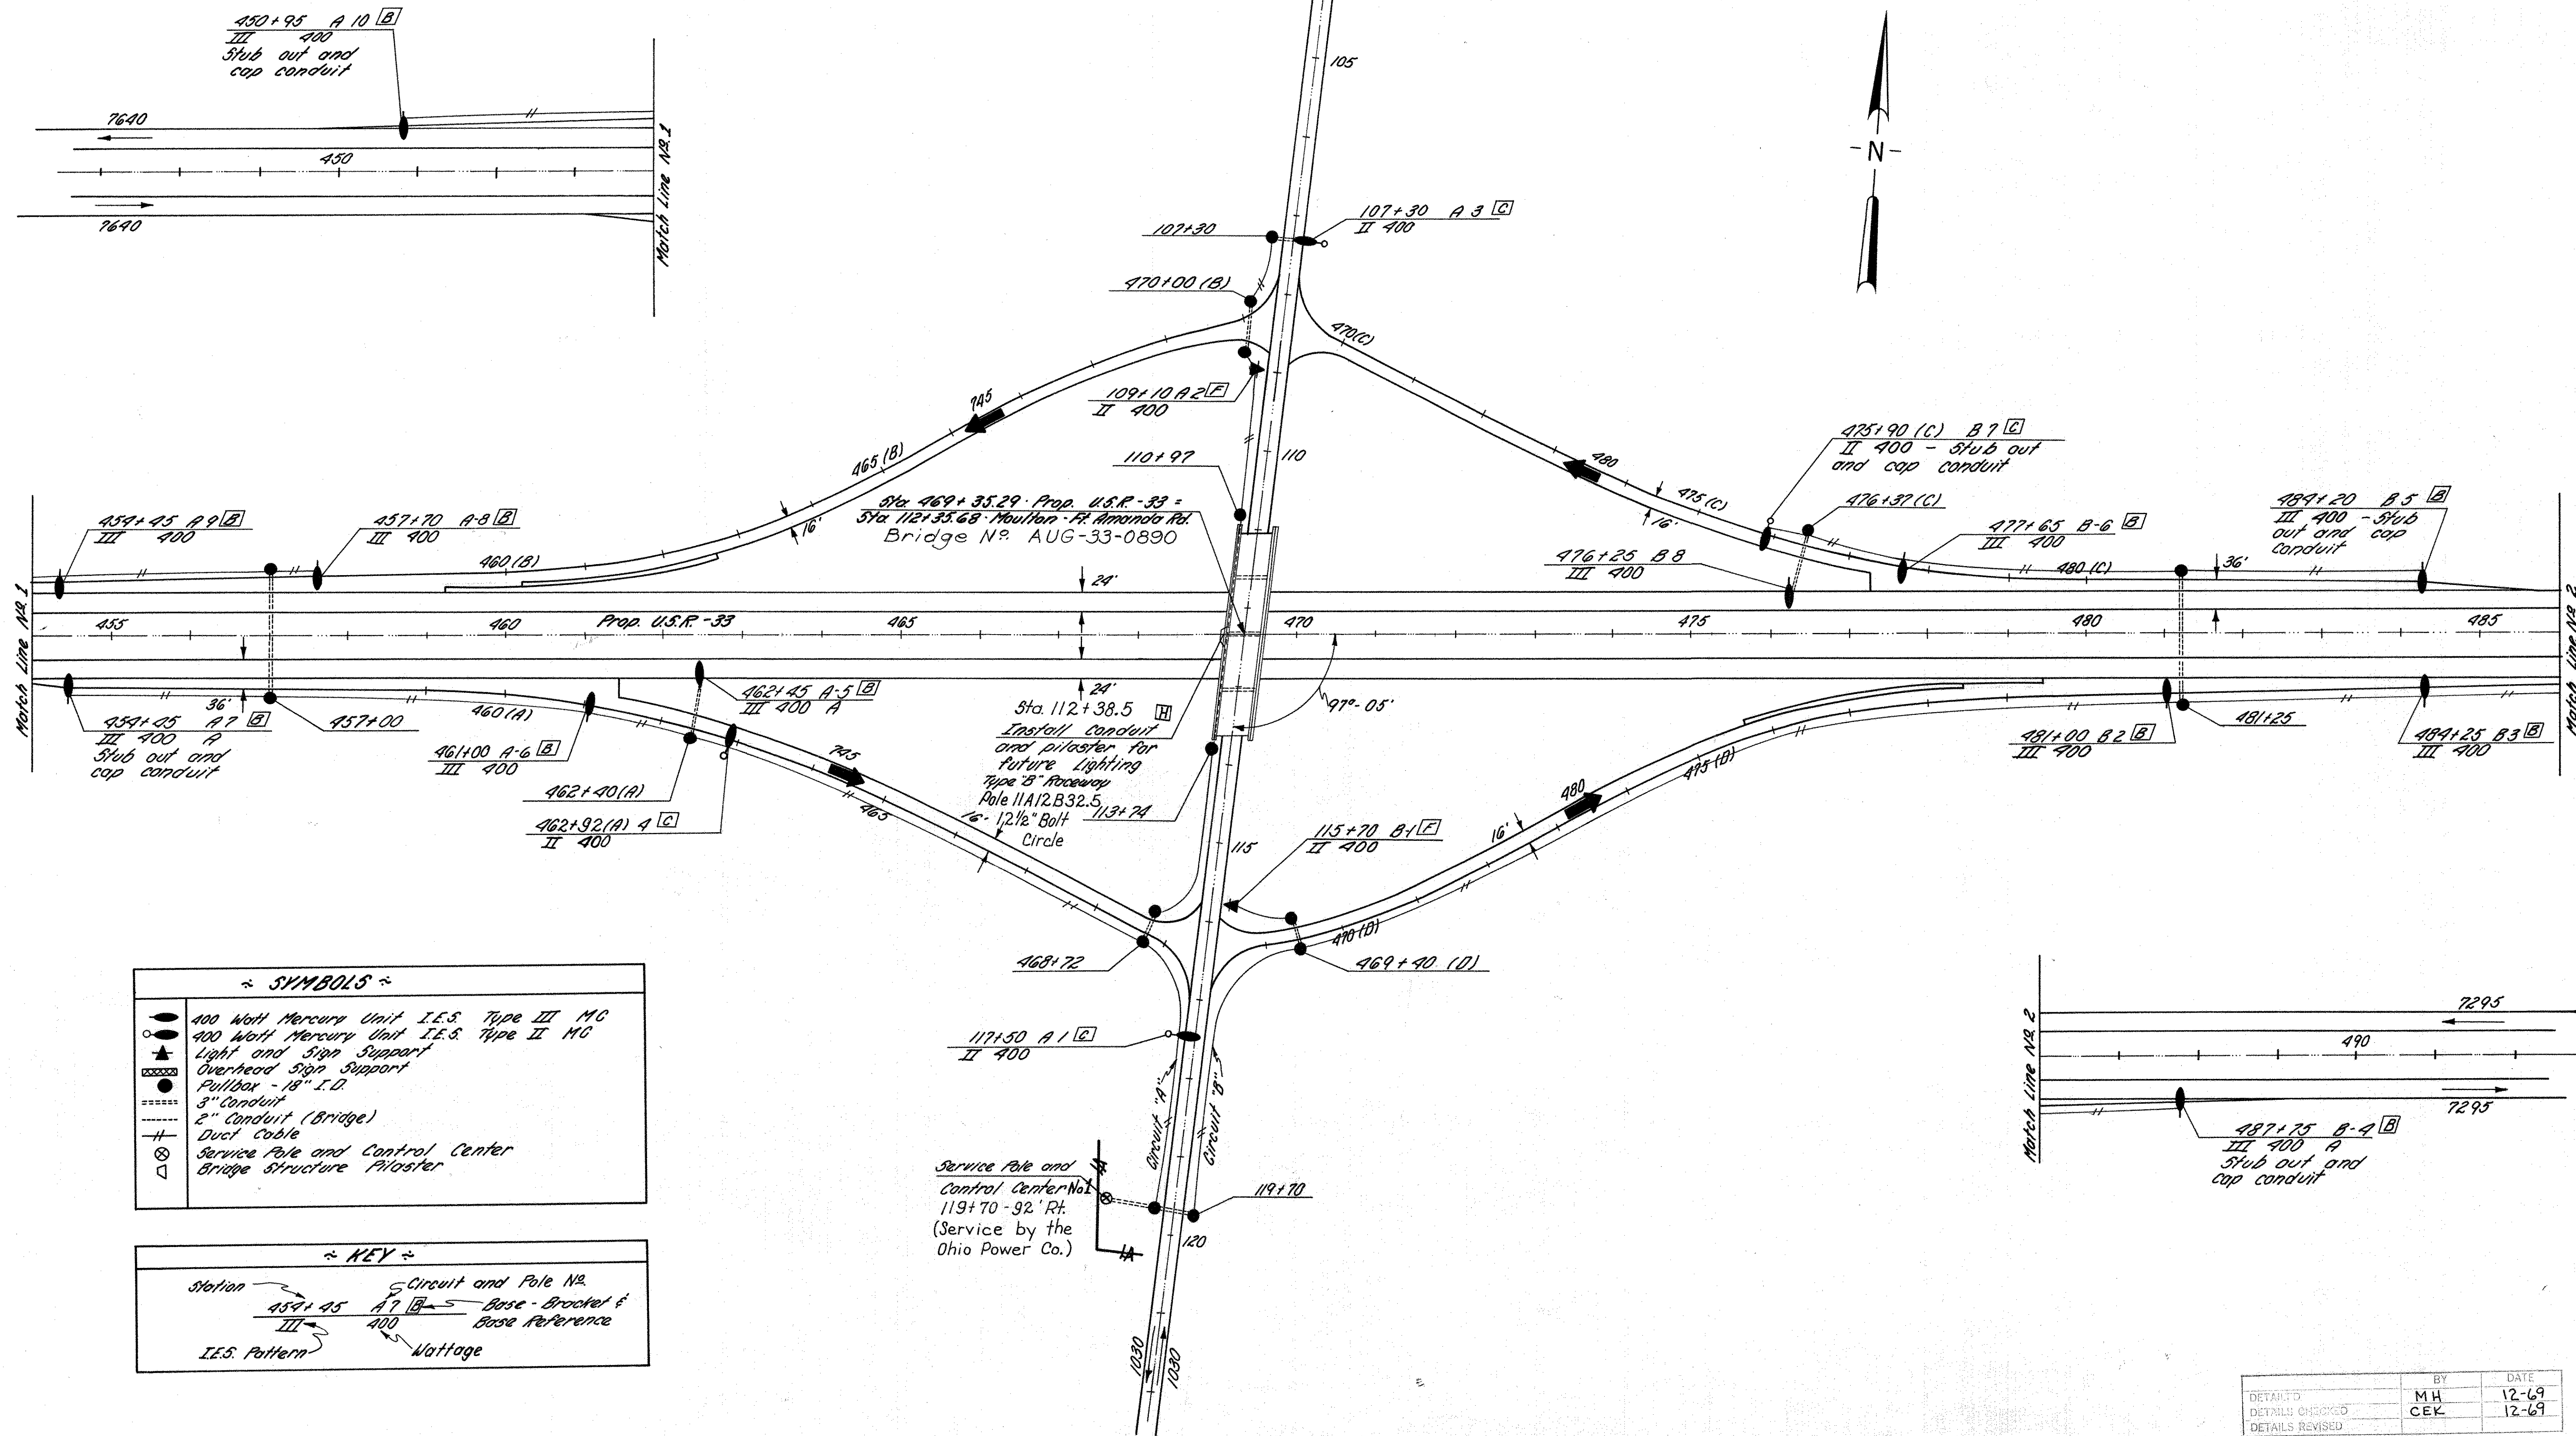 450+95 A 10 B
III 400
Stub out and
cap conduit
7640
450
7640
Match Line No. 1
105
-N-
107+30
107+30 A 3 C
II 400
470+00 (B)
470(C)
109+10 A2 F
II 400
745
465 (B)
110+97
110
480
475+90 (C) B 7 C
II 400 - Stub out
and cap conduit
475 (C)
16'
476+37 (C)
484+20 B 5 B
III 400 - Stub
out and cap
conduit
477+65 B-6 B
III 400
476+25 B 8
III 400
480 (C)
36'
454+45 A 9 B
III 400
457+70 A-8 B
III 400
460 (B)
16'
Sta. 469+35.29 - Prop. U.S.R.-33 =
Sta. 112+35.68 - Moulton - Ft. Amanda Rd.
Bridge No. AUG-33-0890
24'
Match Line No. 1
455
460
Prop. U.S.R.-33
465
470
475
480
485
Match Line No. 2
36'
24'
97°-05'
454+45 A 7 B
III 400 A
Stub out and
cap conduit
457+00
460 (A)
461+00 A-6 B
III 400
462+45 A-5 B
III 400 A
462+40(A)
462+92(A) 4 C
II 400
745
465
16'
Sta. 112+38.5 H
Install Conduit
and pilaster for
future Lighting
Type "B" Raceway
Pole 11A12B32.5
12½" Bolt
Circle
113+74
115
115+70 B-1 F
II 400
480
16'
475 (D)
481+00 B 2 B
III 400
481+25
484+25 B3 B
III 400
468+72
470 (D)
469+40 (D)
117+50 A 1 C
II 400
Circuit "A"
Circuit "B"
Service Pole and
Control Center No 1
119+70 - 92' Rt.
(Service by the
Ohio Power Co.)
A
A
119+70
120
1030
1030
Match Line No. 2
7295
490
7295
487+75 B-4 B
III 400 A
Stub out and
cap conduit
SYMBOLS
400 Watt Mercury Unit I.E.S. Type III MC
400 Watt Mercury Unit I.E.S. Type II MC
Light and Sign Support
Overhead Sign Support
Pullbox - 18" I.D.
3" Conduit
2" Conduit (Bridge)
Duct Cable
Service Pole and Control Center
Bridge Structure Pilaster
KEY
Station
Circuit and Pole No.
454+45 A7 B
Base - Bracket &
Base Reference
III 400
I.E.S. Pattern
Wattage
BY DATE
DETAILED MH 12-69
DETAILS CHECKED CEK 12-69
DETAILS REVISED